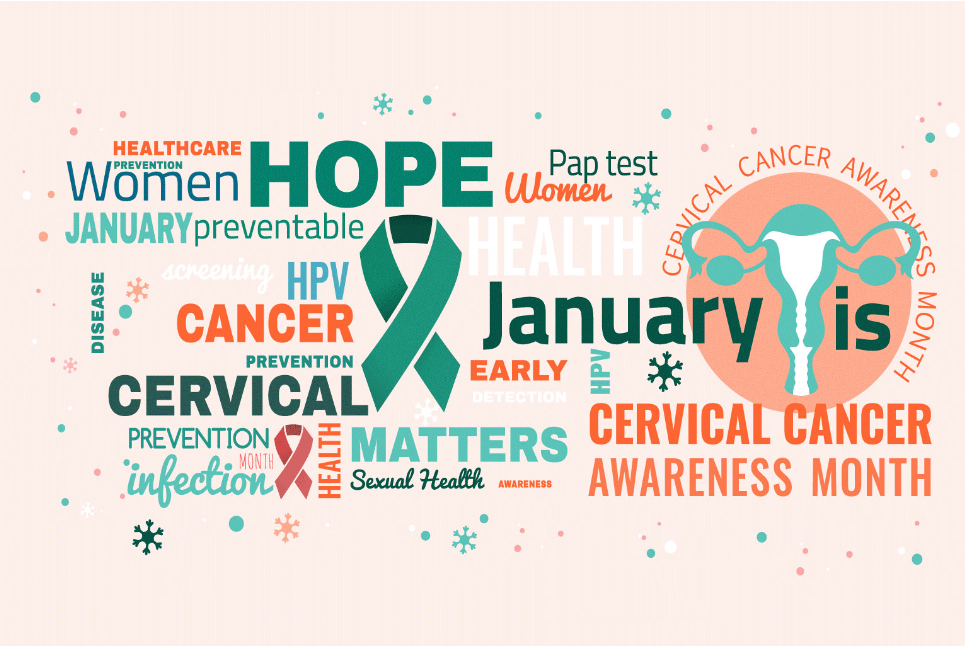 HEALTHCARE
PREVENTION
Women
HOPE
Pap test
Women
JANUARY
preventable
HEALTH
screening
HPV
DISEASE
CANCER
PREVENTION
EARLY
DETECTION
CERVICAL
PREVENTION
MONTH
infection
HEALTH
MATTERS
Sexual Health
AWARENESS
CERVICAL CANCER AWARENESS MONTH
January is
HPV
CERVICAL CANCER
AWARENESS MONTH